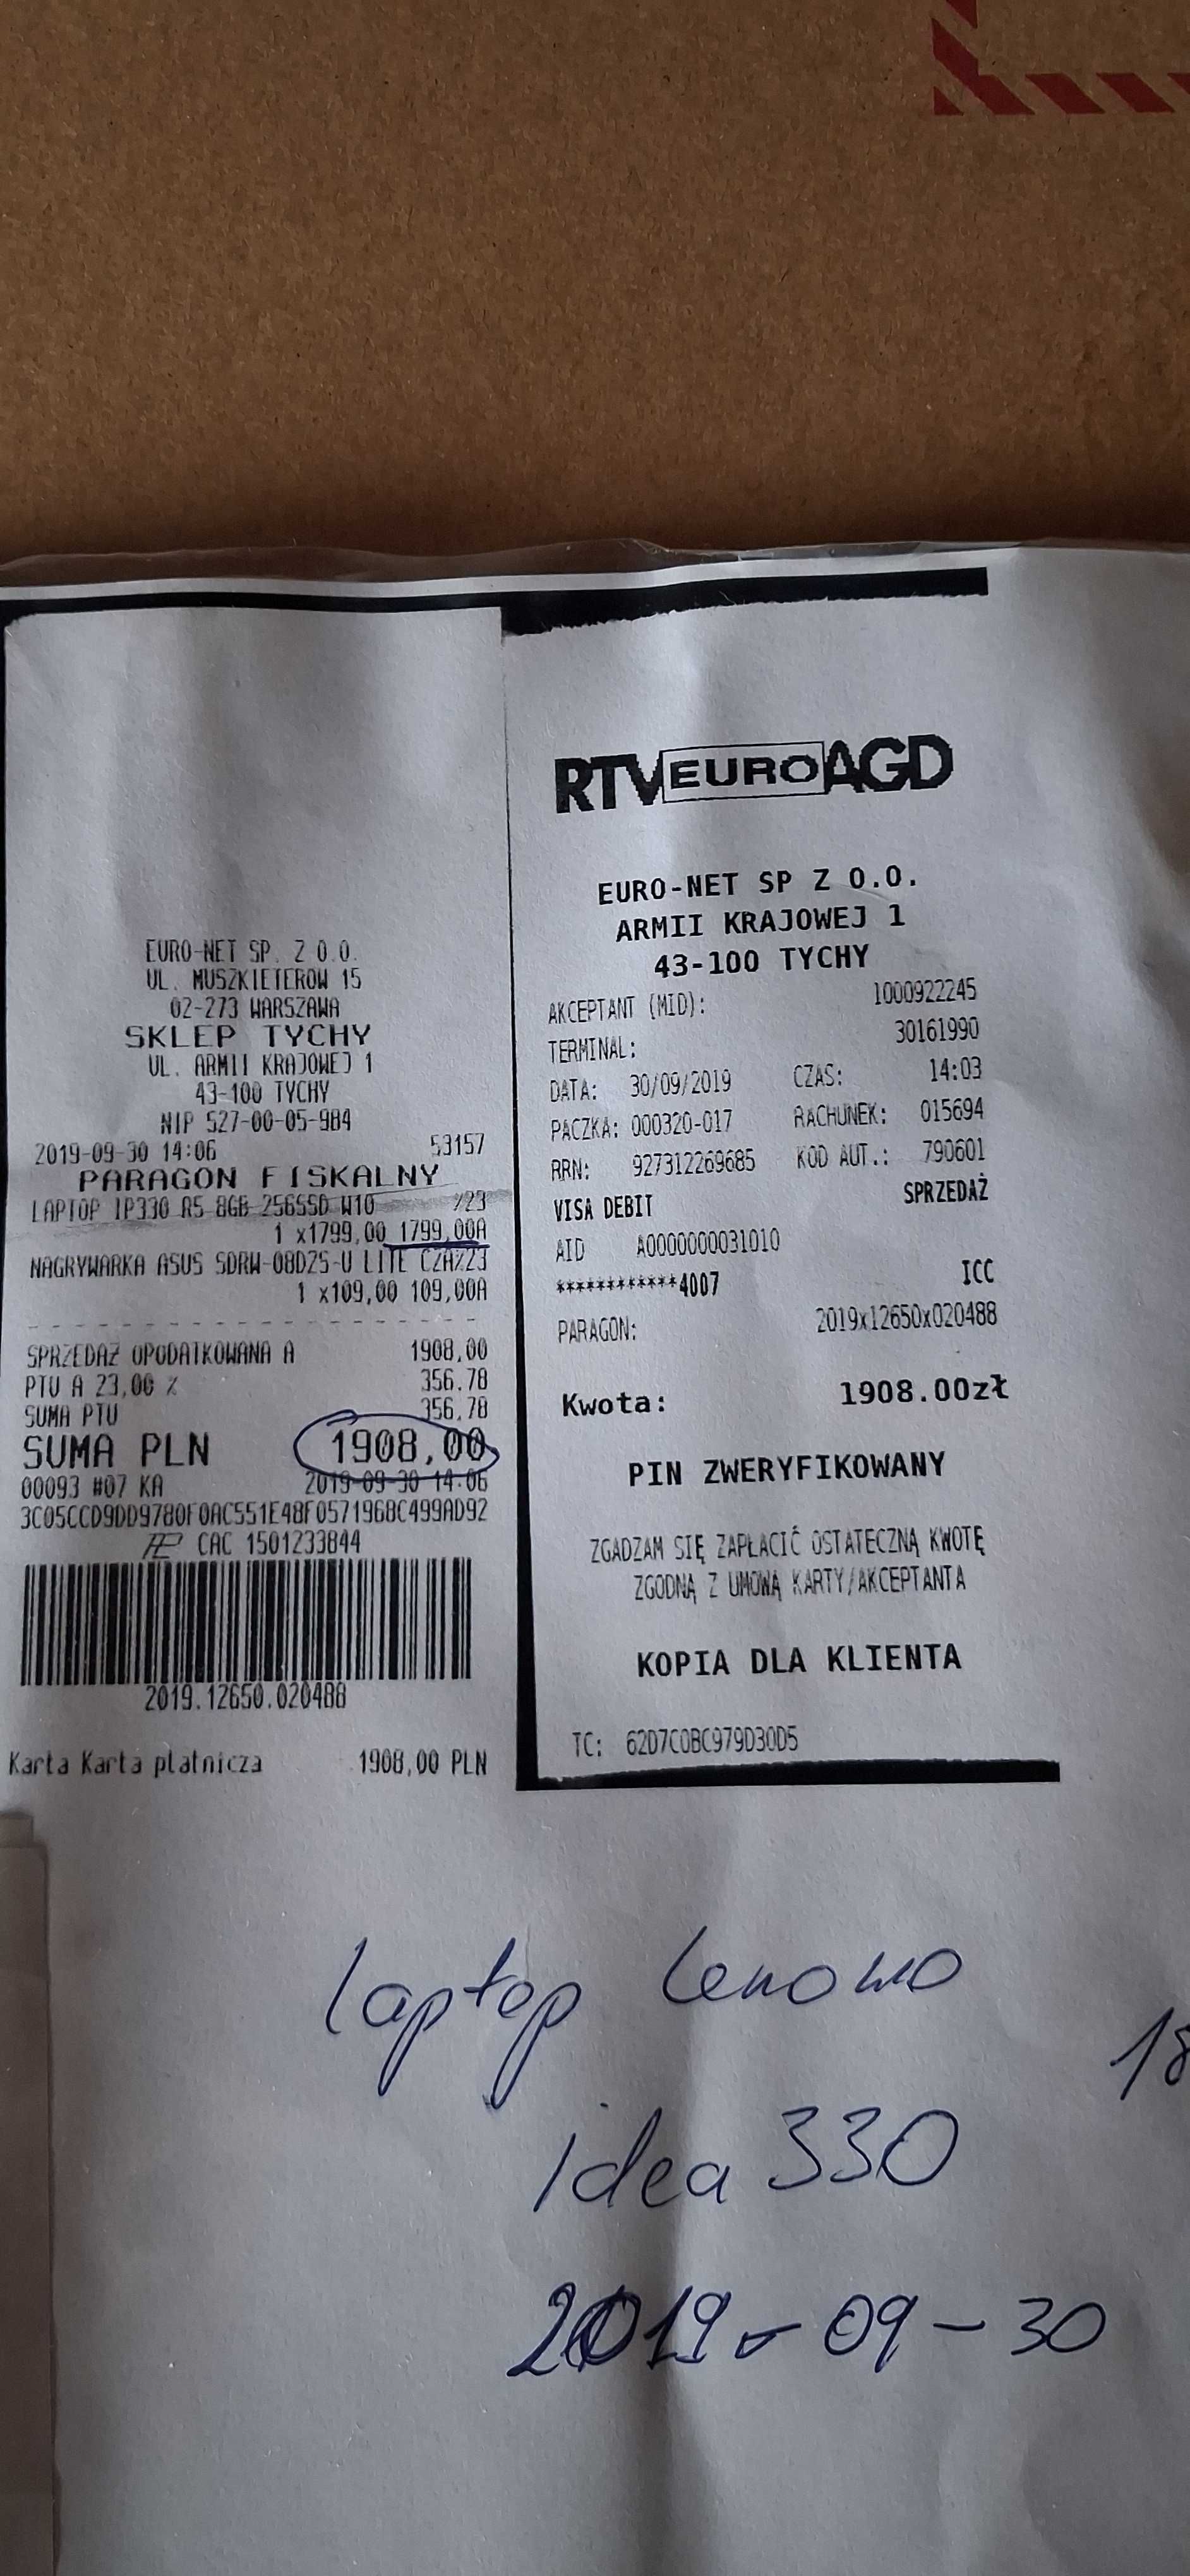 EURO-NET SP. Z O.O.
UL. MUSZKIETERÓW 15
02-273 WARSZAWA
SKLEP TYCHY
UL. ARMII KRAJOWEJ 1
43-100 TYCHY
NIP 527-00-05-984
2019-09-30 14:06 53157
PARAGON FISKALNY
LAPTOP IP330 R5 8GB 256SSD W10 %23
1 x1799,00 1799,00A
NAGRYWARKA ASUS SDRW-08D2S-U LITE CZA%23
1 x109,00 109,00A
SPRZEDAŻ OPODATKOWANA A 1908,00
PTU A 23,00 % 356.78
SUMA PTU 356,78
SUMA PLN 1908,00
00093 #07 KA 2019-09-30 14:06
3C05CCD9DD9780F0AC551E48F0571968C499AD92
CAC 1501233844
2019.12650.020488
Karta Karta płatnicza 1908,00 PLN
RTVEUROAGD
EURO-NET SP Z O.O.
ARMII KRAJOWEJ 1
43-100 TYCHY
AKCEPTANT (MID): 1000922245
TERMINAL: 30161990
DATA: 30/09/2019 CZAS: 14:03
PACZKA: 000320-017 RACHUNEK: 015694
RRN: 927312269685 KOD AUT.: 790601
VISA DEBIT SPRZEDAŻ
AID A0000000031010
************4007 ICC
PARAGON: 2019x12650x020488
Kwota: 1908.00zł
PIN ZWERYFIKOWANY
ZGADZAM SIĘ ZAPŁACIĆ OSTATECZNĄ KWOTĘ
ZGODNĄ Z UMOWĄ KARTY/AKCEPTANTA
KOPIA DLA KLIENTA
TC: 62D7C0BC979D30D5
laptop Lenowo
18
idea 330
2019-09-30